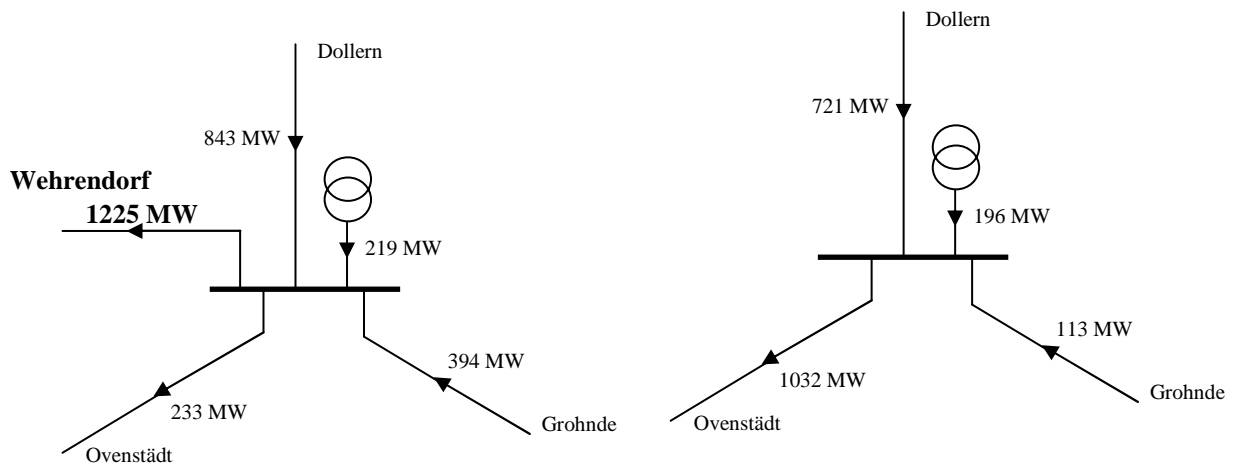 Dollern
843 MW
Wehrendorf
1225 MW
219 MW
394 MW
233 MW
Grohnde
Ovenstädt
Dollern
721 MW
196 MW
113 MW
1032 MW
Grohnde
Ovenstädt